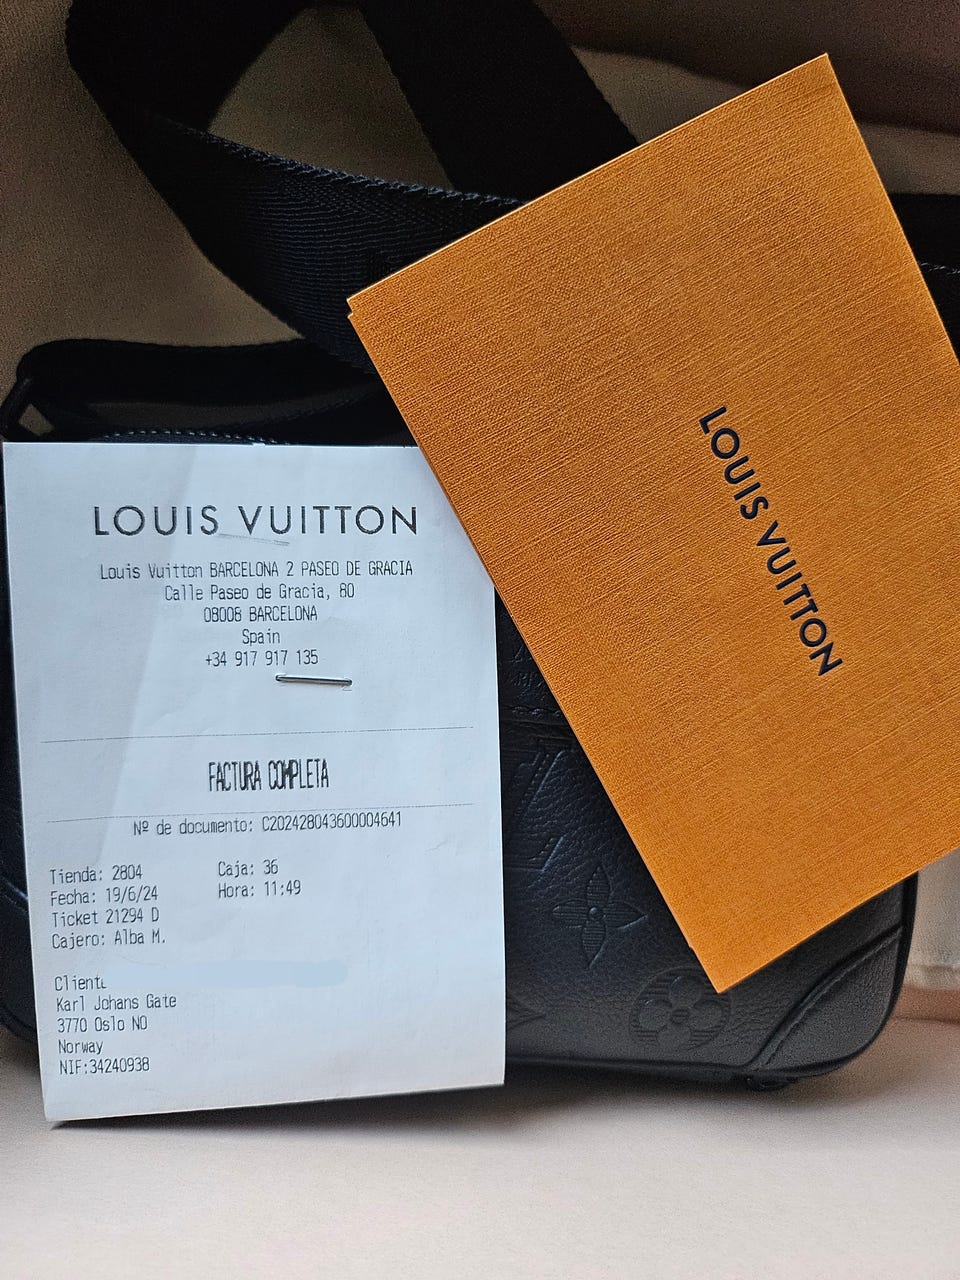 LOUIS VUITTON
Louis Vuitton BARCELONA 2 PASEO DE GRACIA
Calle Paseo de Gracia, 80
08008 BARCELONA
Spain
+34 917 917 135
FACTURA COMPLETA
Nº de documento: C202428043600004641
Tienda: 2804 Caja: 36
Fecha: 19/6/24 Hora: 11:49
Ticket 21294 D
Cajero: Alba M.
Client
Karl Johans Gate
3770 Oslo NO
Norway
NIF:34240938
LOUIS VUITTON